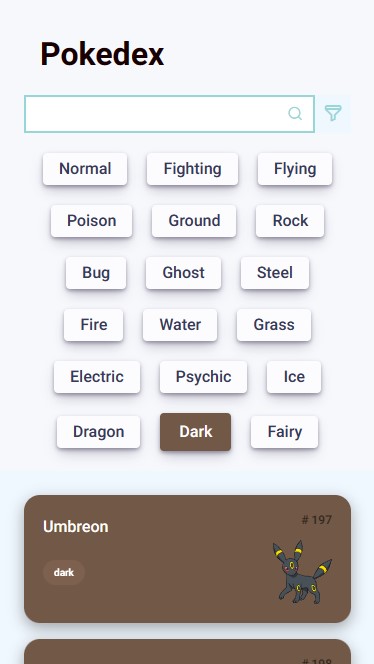 Pokedex
Normal Fighting Flying
Poison Ground Rock
Bug Ghost Steel
Fire Water Grass
Electric Psychic Ice
Dragon Dark Fairy
# 197
Umbreon
dark
# 198